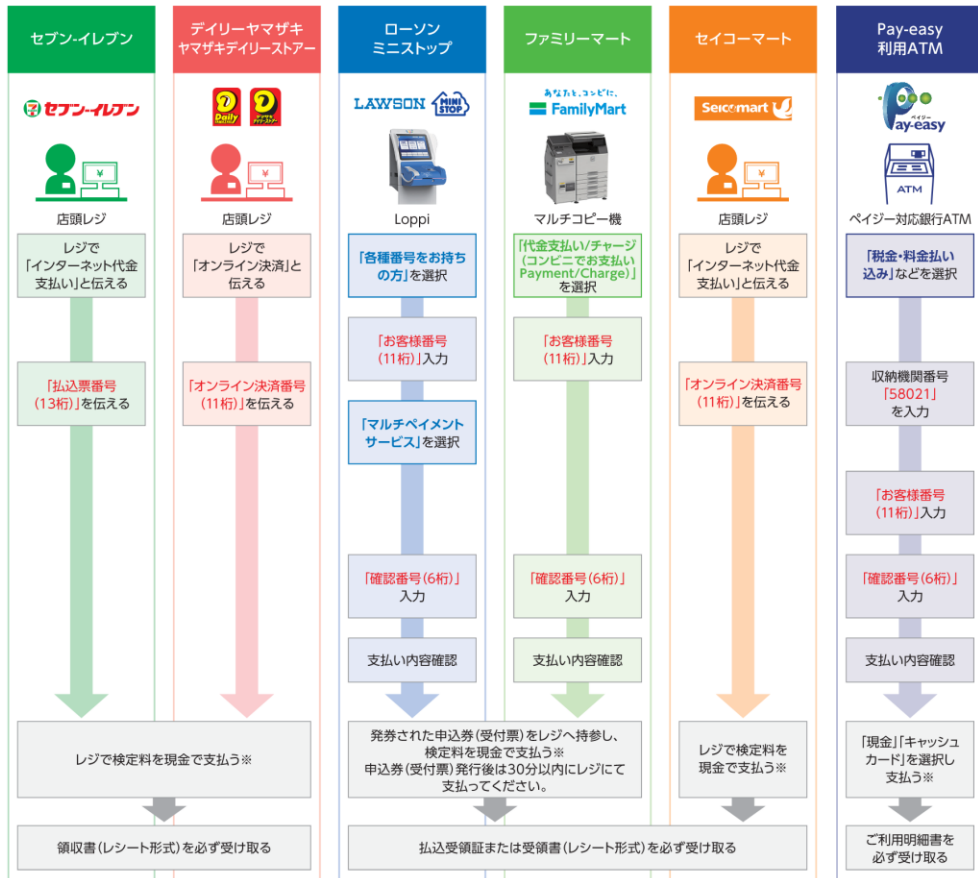 セブン-イレブン
デイリーヤマザキ
ヤマザキデイリーストアー
ローソン
ミニストップ
ファミリーマート
セイコーマート
Pay-easy
利用ATM
セブン-イレブン
Daily
LAWSON
MINI
STOP
あなたと、コンビに、
FamilyMart
Seicomart
ペイジー
Pay-easy
¥
¥
¥
ATM
店頭レジ
店頭レジ
Loppi
マルチコピー機
店頭レジ
ペイジー対応銀行ATM
レジで
「インターネット代金
支払い」と伝える
「払込票番号
(13桁)」を伝える
レジで
「オンライン決済」と
伝える
「オンライン決済番号
(11桁)」を伝える
レジで検定料を現金で支払う※
領収書(レシート形式)を必ず受け取る
「各種番号をお持ち
の方」を選択
「お客様番号
(11桁)」入力
「マルチペイメント
サービス」を選択
「確認番号(6桁)」
入力
支払い内容確認
「代金支払い/チャージ
(コンビニでお支払い
Payment/Charge)」
を選択
「お客様番号
(11桁)」入力
「確認番号(6桁)」
入力
支払い内容確認
発券された申込券(受付票)をレジへ持参し、
検定料を現金で支払う※
申込券(受付票)発行後は30分以内にレジにて
支払ってください。
レジで
「インターネット代金
支払い」と伝える
「オンライン決済番号
(11桁)」を伝える
レジで検定料を
現金で支払う※
払込受領証または受領書(レシート形式)を必ず受け取る
「税金・料金払い
込み」などを選択
収納機関番号
「58021」
を入力
「お客様番号
(11桁)」入力
「確認番号(6桁)」
入力
支払い内容確認
「現金」「キャッシュ
カード」を選択し
支払う※
ご利用明細書を
必ず受け取る